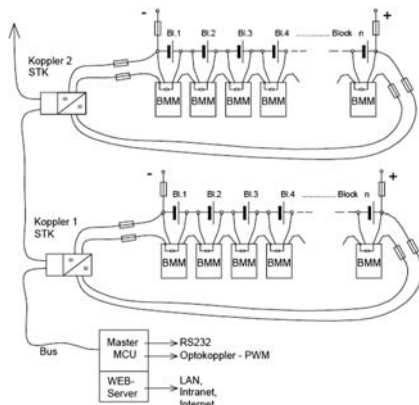 - +
Bl.1 Bl.2 Bl.3 Bl.4 ............ Block n
Koppler 2
STK
BMM BMM BMM BMM BMM
- +
Bl.1 Bl.2 Bl.3 Bl.4 ............ Block n
Koppler 1
STK
BMM BMM BMM BMM BMM
Bus
Master
MCU
RS232
Optokoppler - PWM
WEB-
Server
LAN,
Intranet,
Internet